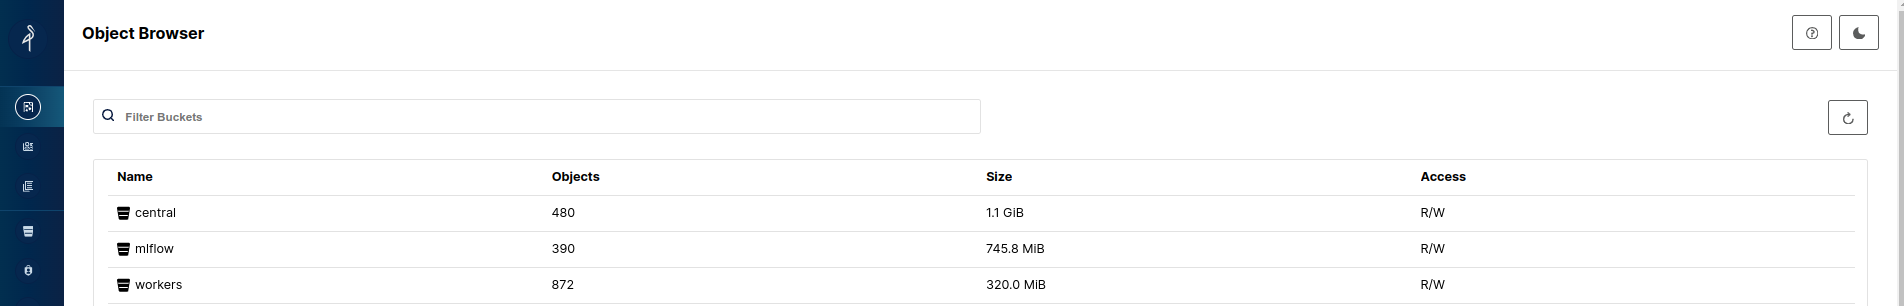 Object Browser
Filter Buckets
Name Objects Size Access
central 480 1.1 GiB R/W
mlflow 390 745.8 MiB R/W
workers 872 320.0 MiB R/W